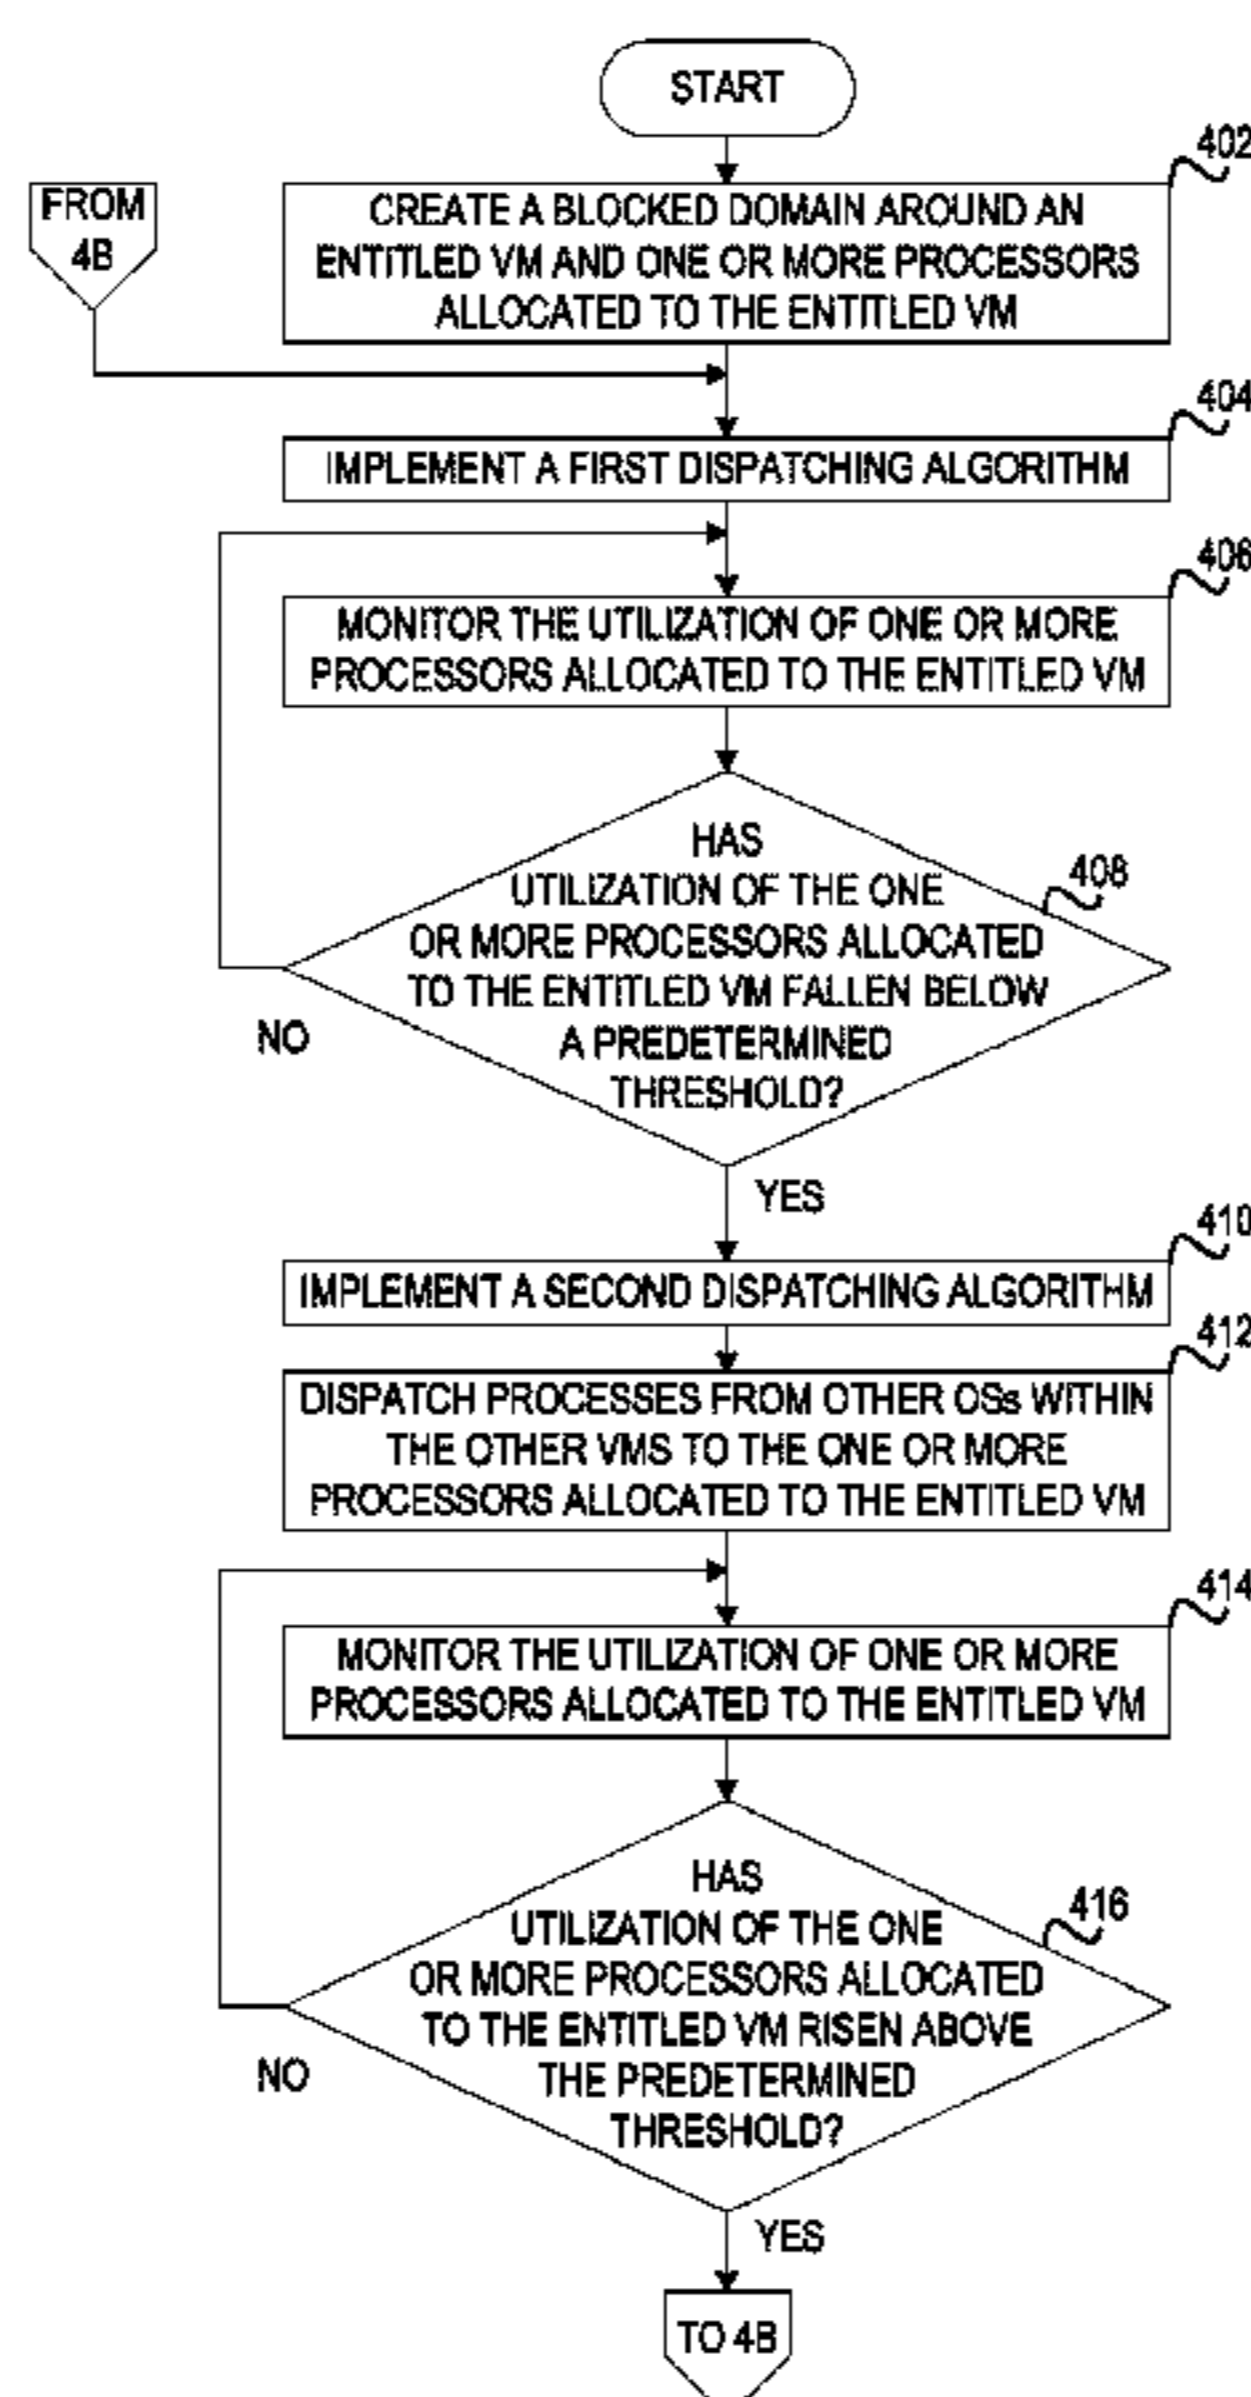 START
402
FROM
4B
CREATE A BLOCKED DOMAIN AROUND AN
ENTITLED VM AND ONE OR MORE PROCESSORS
ALLOCATED TO THE ENTITLED VM
404
IMPLEMENT A FIRST DISPATCHING ALGORITHM
406
MONITOR THE UTILIZATION OF ONE OR MORE
PROCESSORS ALLOCATED TO THE ENTITLED VM
408
HAS
UTILIZATION OF THE ONE
OR MORE PROCESSORS ALLOCATED
TO THE ENTITLED VM FALLEN BELOW
A PREDETERMINED
THRESHOLD?
NO
YES
410
IMPLEMENT A SECOND DISPATCHING ALGORITHM
412
DISPATCH PROCESSES FROM OTHER OSs WITHIN
THE OTHER VMS TO THE ONE OR MORE
PROCESSORS ALLOCATED TO THE ENTITLED VM
414
MONITOR THE UTILIZATION OF ONE OR MORE
PROCESSORS ALLOCATED TO THE ENTITLED VM
416
HAS
UTILIZATION OF THE ONE
OR MORE PROCESSORS ALLOCATED
TO THE ENTITLED VM RISEN ABOVE
THE PREDETERMINED
THRESHOLD?
NO
YES
TO 4B